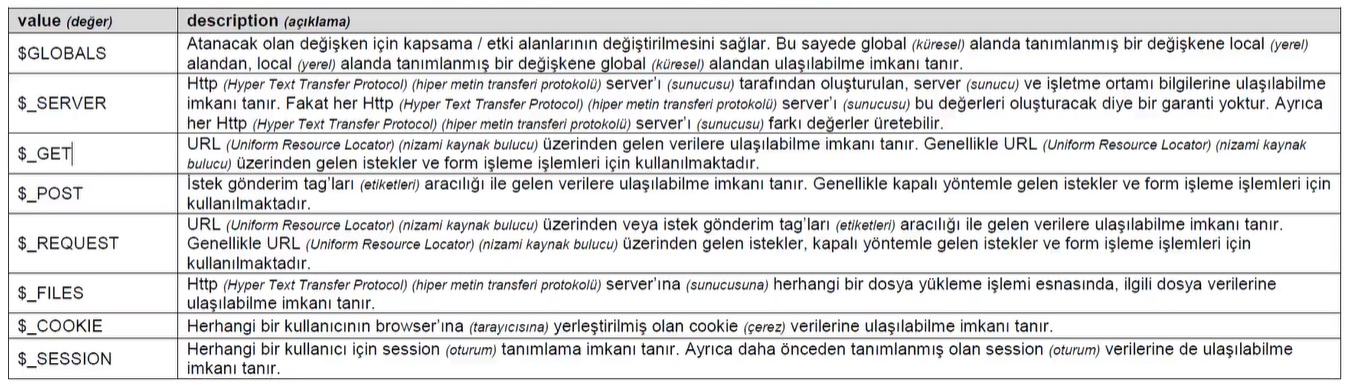 value (değer) description (açıklama)
$GLOBALS
Atanacak olan değişken için kapsama / etki alanlarının değiştirilmesini sağlar. Bu sayede global (küresel) alanda tanımlanmış bir değişkene local (yerel)
alandan, local (yerel) alanda tanımlanmış bir değişkene global (küresel) alandan ulaşılabilme imkanı tanır.
$_SERVER
Http (Hyper Text Transfer Protocol) (hiper metin transferi protokolü) server'ı (sunucusu) tarafından oluşturulan, server (sunucu) ve işletme ortamı bilgilerine ulaşılabilme
imkanı tanır. Fakat her Http (Hyper Text Transfer Protocol) (hiper metin transferi protokolü) server'ı (sunucusu) bu değerleri oluşturacak diye bir garanti yoktur. Ayrıca
her Http (Hyper Text Transfer Protocol) (hiper metin transferi protokolü) server'ı (sunucusu) farkı değerler üretebilir.
$_GET
URL (Uniform Resource Locator) (nizami kaynak bulucu) üzerinden gelen verilere ulaşılabilme imkanı tanır. Genellikle URL (Uniform Resource Locator) (nizami kaynak
bulucu) üzerinden gelen istekler ve form işleme işlemleri için kullanılmaktadır.
$_POST
İstek gönderim tag'ları (etiketleri) aracılığı ile gelen verilere ulaşılabilme imkanı tanır. Genellikle kapalı yöntemle gelen istekler ve form işleme işlemleri için
kullanılmaktadır.
$_REQUEST
URL (Uniform Resource Locator) (nizami kaynak bulucu) üzerinden veya istek gönderim tag'ları (etiketleri) aracılığı ile gelen verilere ulaşılabilme imkanı tanır.
Genellikle URL (Uniform Resource Locator) (nizami kaynak bulucu) üzerinden gelen istekler, kapalı yöntemle gelen istekler ve form işleme işlemleri için
kullanılmaktadır.
$_FILES
Http (Hyper Text Transfer Protocol) (hiper metin transferi protokolü) server'ına (sunucusuna) herhangi bir dosya yükleme işlemi esnasında, ilgili dosya verilerine
ulaşılabilme imkanı tanır.
$_COOKIE
Herhangi bir kullanıcının browser'ına (tarayıcısına) yerleştirilmiş olan cookie (çerez) verilerine ulaşılabilme imkanı tanır.
$_SESSION
Herhangi bir kullanıcı için session (oturum) tanımlama imkanı tanır. Ayrıca daha önceden tanımlanmış olan session (oturum) verilerine de ulaşılabilme
imkanı tanır.